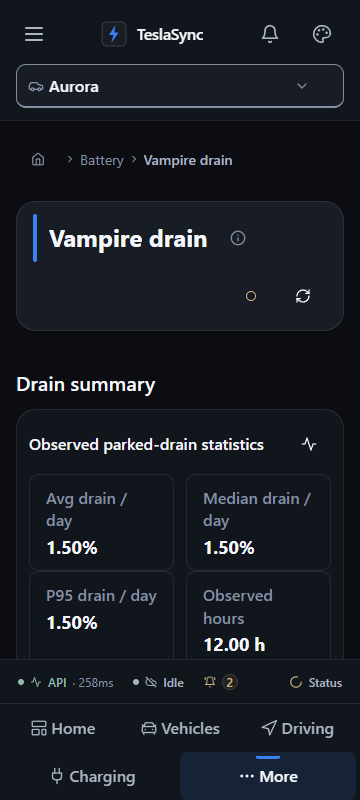 TeslaSync
Aurora
Battery
Vampire drain
Vampire drain
Drain summary
Observed parked-drain statistics
Avg drain /
day
1.50%
Median drain /
day
1.50%
P95 drain / day
1.50%
Observed
hours
12.00 h
API · 258ms
Idle
2
Status
Home
Vehicles
Driving
Charging
More